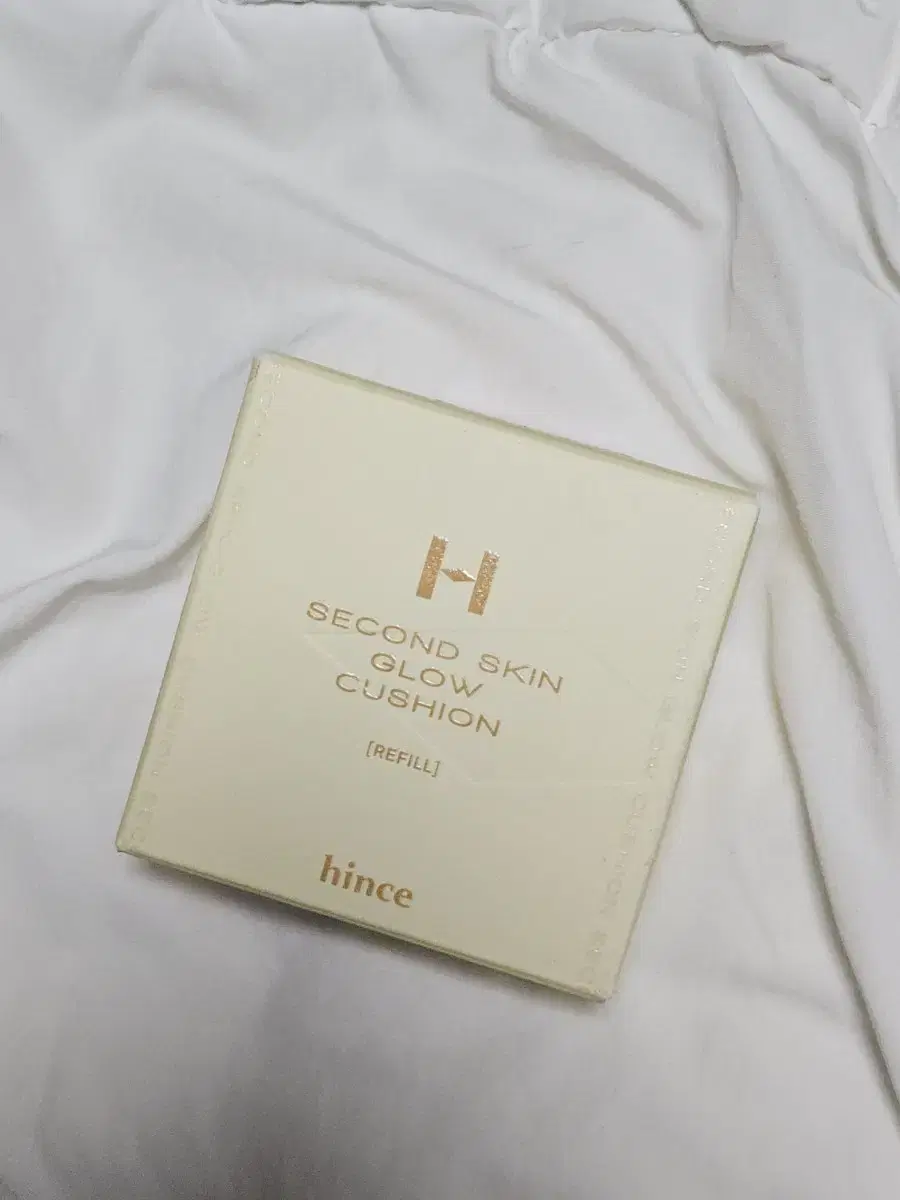 H
SECOND SKIN
GLOW
CUSHION
[REFILL]
hince